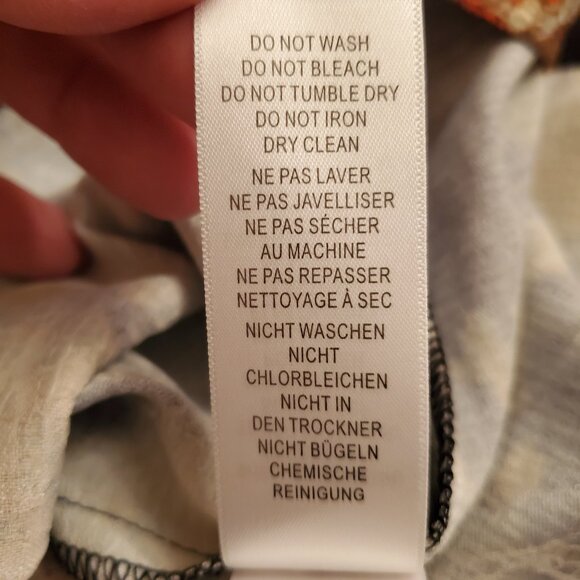 DO NOT WASH
DO NOT BLEACH
DO NOT TUMBLE DRY
DO NOT IRON
DRY CLEAN
NE PAS LAVER
NE PAS JAVELLISER
NE PAS SÉCHER
AU MACHINE
NE PAS REPASSER
NETTOYAGE À SEC
NICHT WASCHEN
NICHT
CHLORBLEICHEN
NICHT IN
DEN TROCKNER
NICHT BÜGELN
CHEMISCHE
REINIGUNG